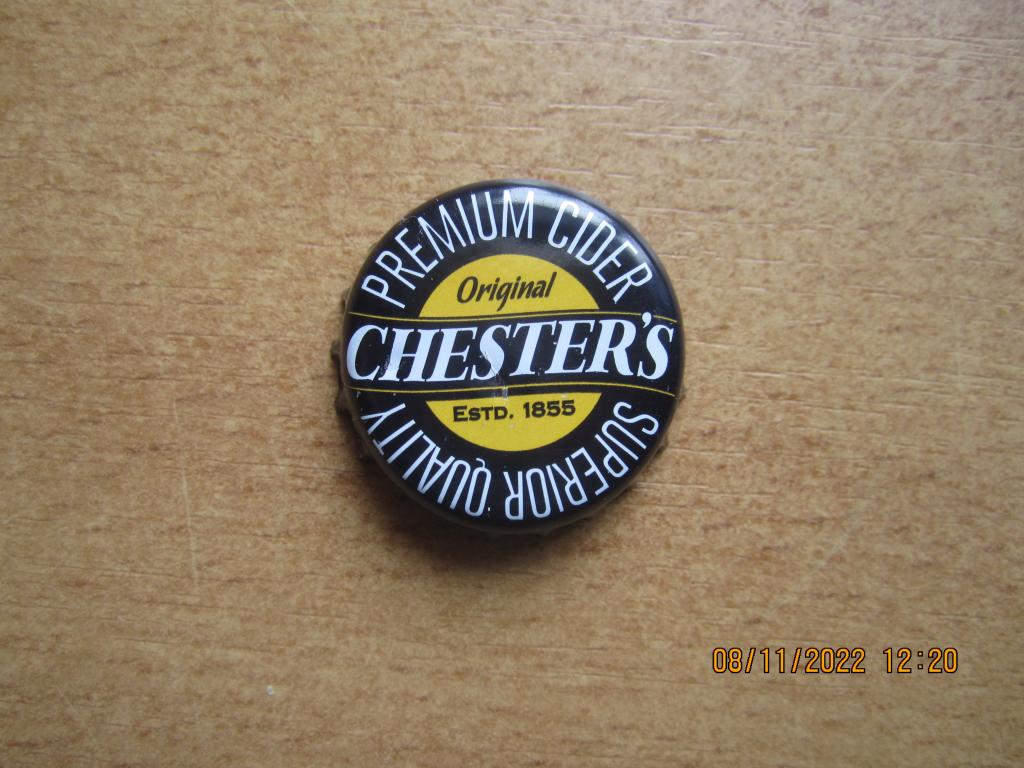 PREMIUM CIDER
Original
CHESTER'S
ESTD. 1855
SUPERIOR QUALITY
08/11/2022 12:20